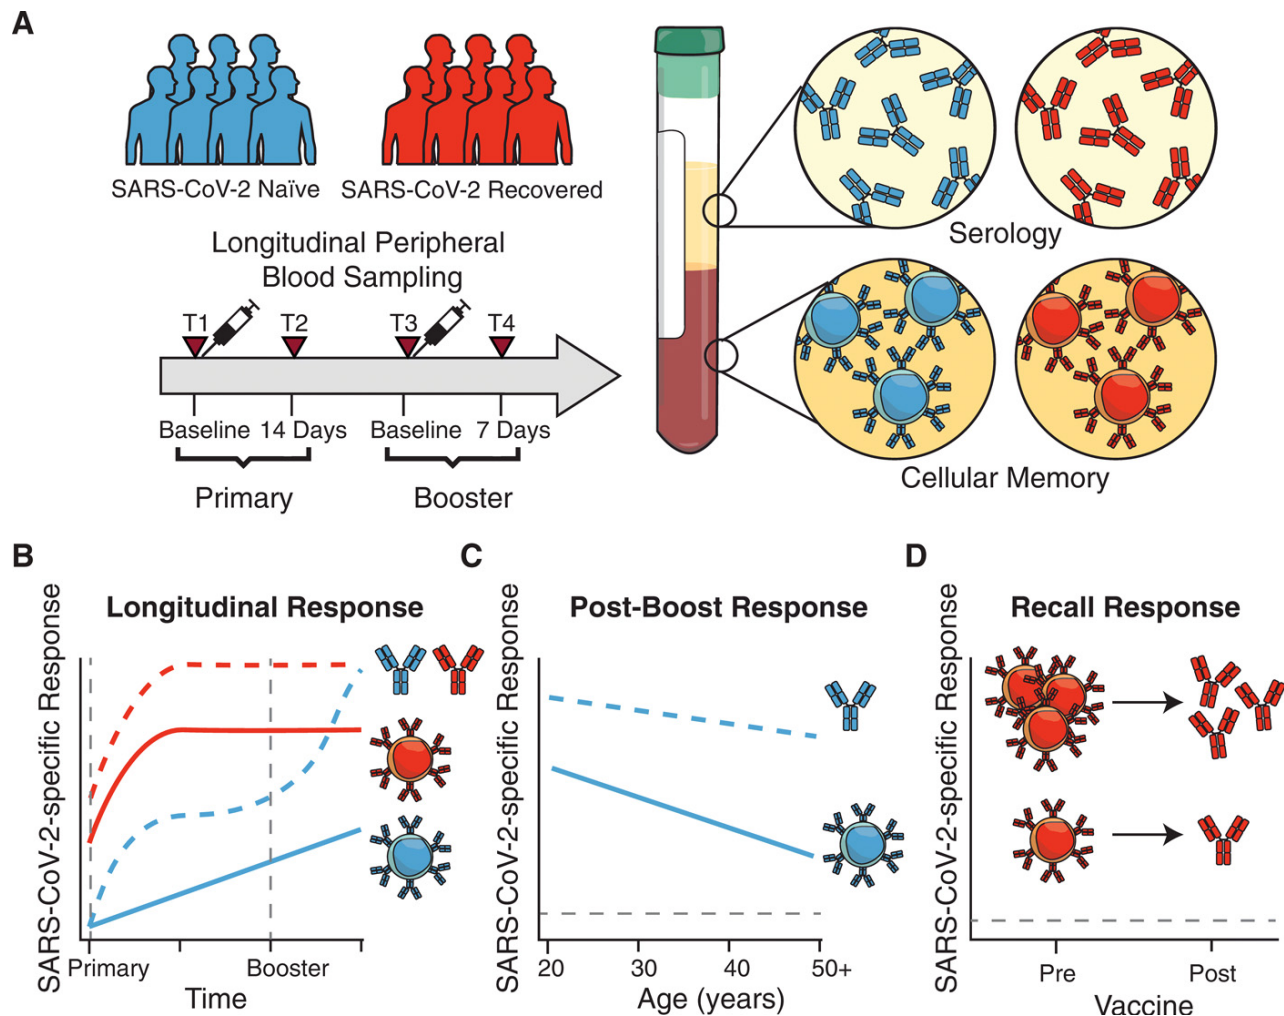 A
SARS-CoV-2 Naïve
SARS-CoV-2 Recovered
Longitudinal Peripheral
Blood Sampling
T1
T2
T3
T4
Baseline
14 Days
Baseline
7 Days
Primary
Booster
Serology
Cellular Memory
B
Longitudinal Response
SARS-CoV-2-specific Response
Primary
Booster
Time
C
Post-Boost Response
SARS-CoV-2-specific Response
20
30
40
50+
Age (years)
D
Recall Response
SARS-CoV-2-specific Response
Pre
Post
Vaccine